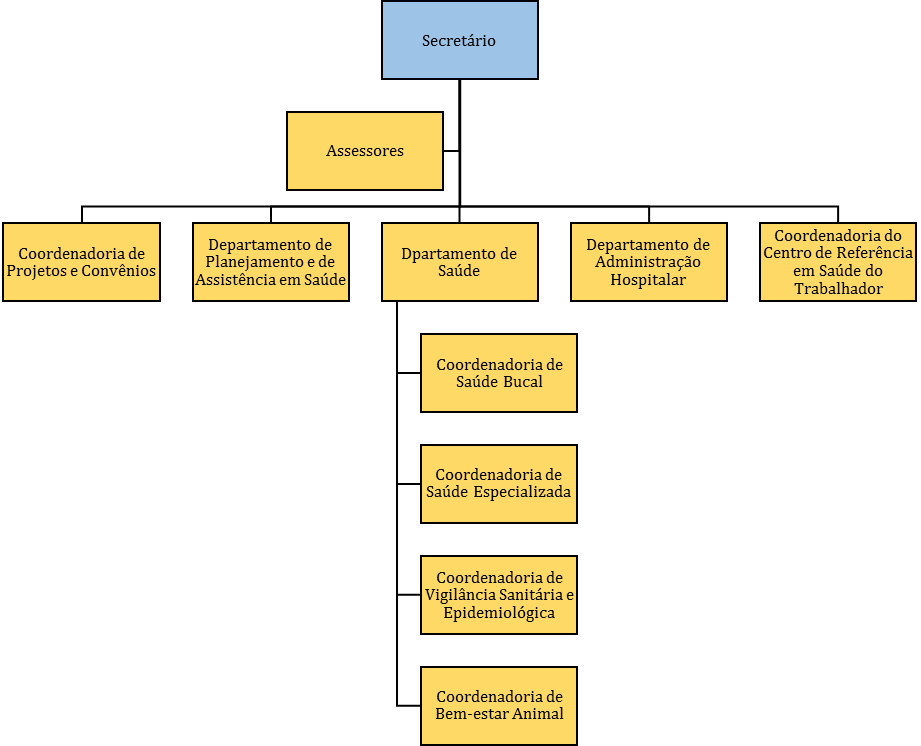 Secretário
Assessores
Coordenadoria de
Projetos e Convênios
Departamento de
Planejamento e de
Assistência em Saúde
Dpartamento de
Saúde
Departamento de
Administração
Hospitalar
Coordenadoria do
Centro de Referência
em Saúde do
Trabalhador
Coordenadoria de
Saúde Bucal
Coordenadoria de
Saúde Especializada
Coordenadoria de
Vigilância Sanitária e
Epidemiológica
Coordenadoria de
Bem-estar Animal